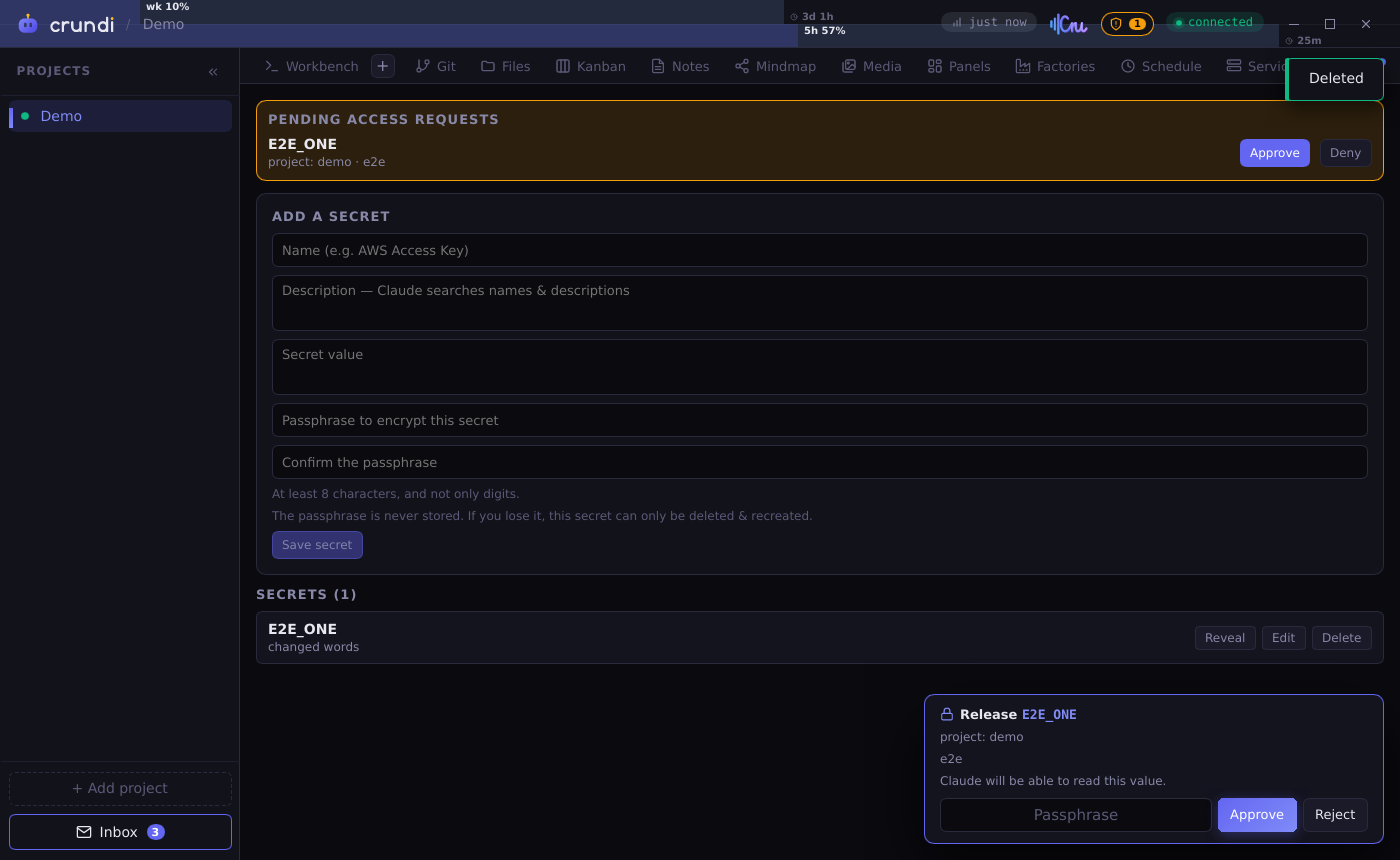 wk 10%
crundi / Demo
3d 1h
5h 57%
just now
Cru
1
connected
25m
PROJECTS «
Demo
Workbench + Git Files Kanban Notes Mindmap Media Panels Factories Schedule Servic
Deleted
PENDING ACCESS REQUESTS
E2E_ONE
project: demo · e2e
Approve Deny
ADD A SECRET
Name (e.g. AWS Access Key)
Description — Claude searches names & descriptions
Secret value
Passphrase to encrypt this secret
Confirm the passphrase
At least 8 characters, and not only digits.
The passphrase is never stored. If you lose it, this secret can only be deleted & recreated.
Save secret
SECRETS (1)
E2E_ONE
changed words
Reveal Edit Delete
Release E2E_ONE
project: demo
e2e
Claude will be able to read this value.
Passphrase Approve Reject
+ Add project
Inbox 3